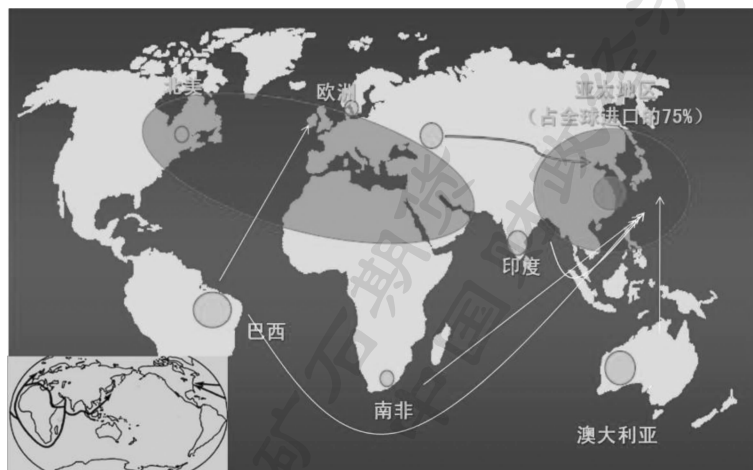 北美
欧洲
亚太地区
（占全球进口的75%）
印度
巴西
南非
澳大利亚